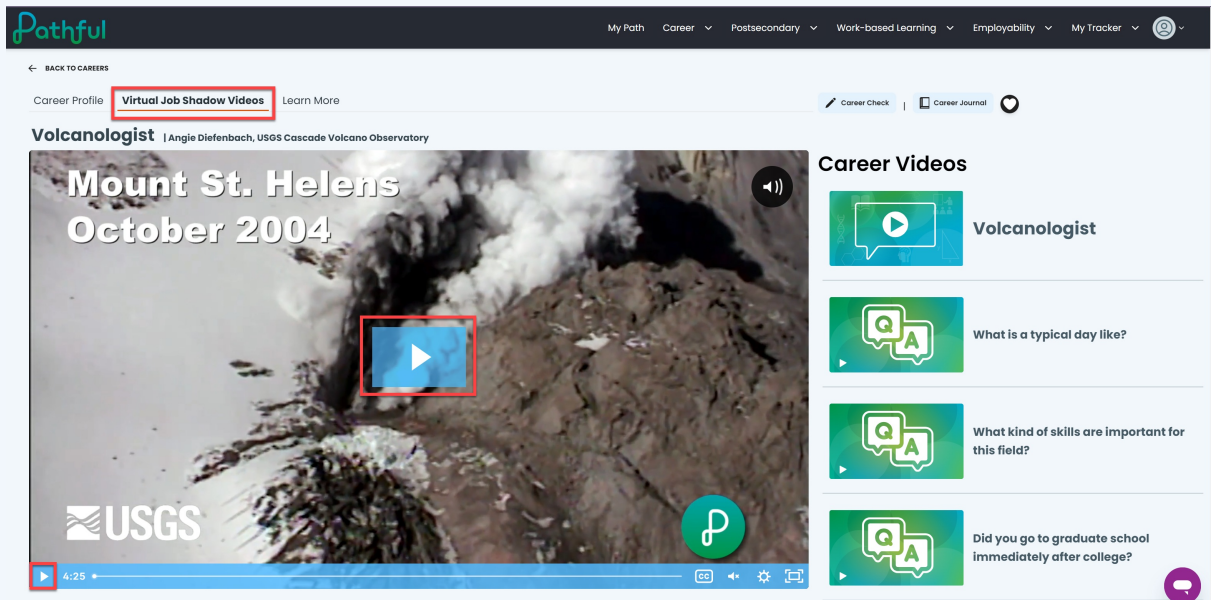 Pathful
My Path Career Postsecondary Work-based Learning Employability My Tracker
BACK TO CAREERS
Career Profile Virtual Job Shadow Videos Learn More
Career Check | Career Journal
Volcanologist | Angie Diefenbach, USGS Cascade Volcano Observatory
Mount St. Helens
October 2004
USGS
P
4:25
CC
Career Videos
Volcanologist
Q A
What is a typical day like?
Q A
What kind of skills are important for
this field?
Q A
Did you go to graduate school
immediately after college?